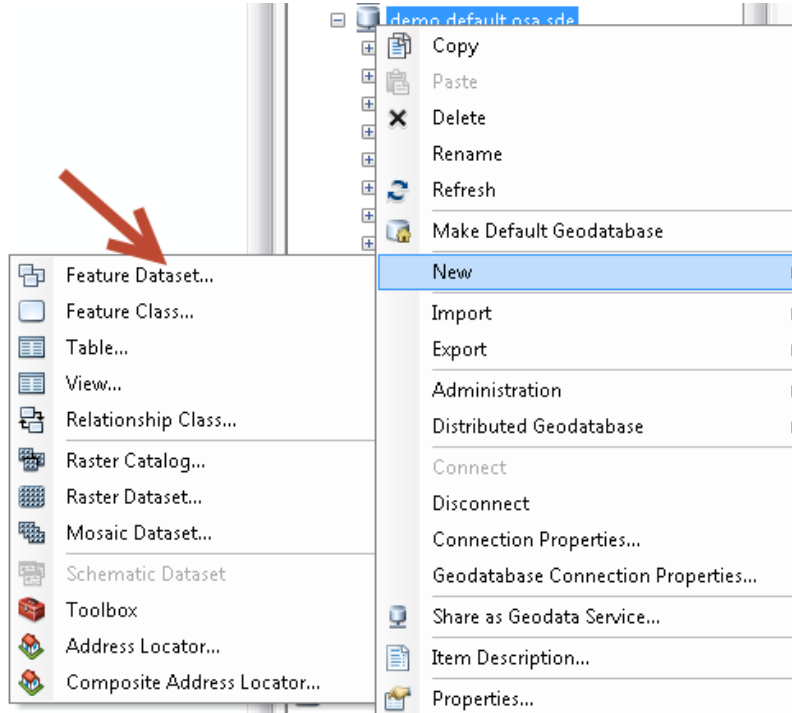 demo default osa.sde
Copy
Paste
Delete
Rename
Refresh
Make Default Geodatabase
New
Import
Export
Administration
Distributed Geodatabase
Connect
Disconnect
Connection Properties...
Geodatabase Connection Properties...
Share as Geodata Service...
Item Description...
Properties...
Feature Dataset...
Feature Class...
Table...
View...
Relationship Class...
Raster Catalog...
Raster Dataset...
Mosaic Dataset...
Schematic Dataset
Toolbox
Address Locator...
Composite Address Locator...